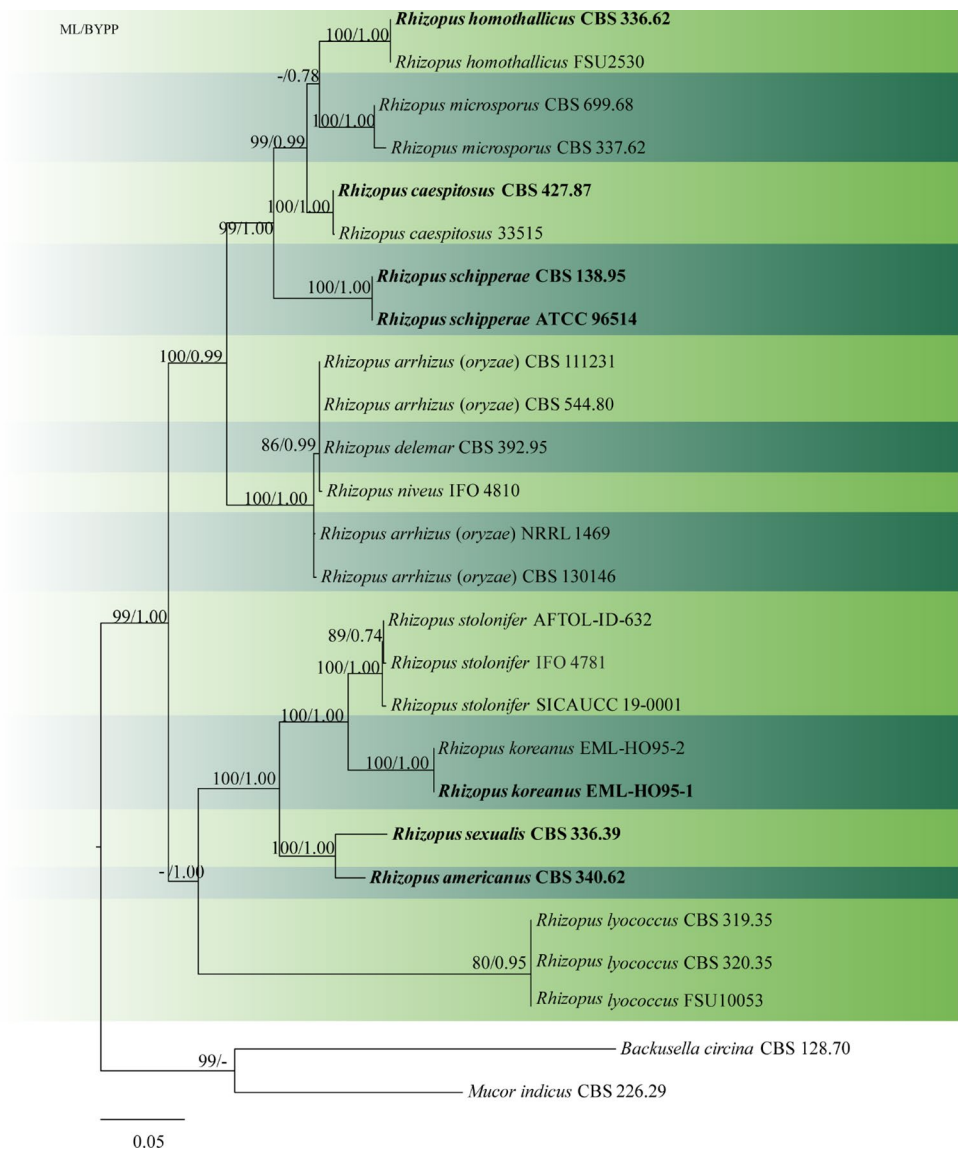 Rhizopus homothallicus CBS 336.62
ML/BYPP
100/1.00
Rhizopus homothallicus FSU2530
-/0.78
Rhizopus microsporus CBS 699.68
100/1.00
99/0.99
Rhizopus microsporus CBS 337.62
Rhizopus caespitosus CBS 427.87
100/1.00
99/1.00
Rhizopus caespitosus 33515
Rhizopus schipperae CBS 138.95
100/1.00
Rhizopus schipperae ATCC 96514
100/0.99
Rhizopus arrhizus (oryzae) CBS 111231
Rhizopus arrhizus (oryzae) CBS 544.80
86/0.99
Rhizopus delemar CBS 392.95
Rhizopus niveus IFO 4810
100/1.00
Rhizopus arrhizus (oryzae) NRRL 1469
Rhizopus arrhizus (oryzae) CBS 130146
99/1.00
Rhizopus stolonifer AFTOL-ID-632
89/0.74
Rhizopus stolonifer IFO 4781
100/1.00
Rhizopus stolonifer SICAUCC 19-0001
100/1.00
Rhizopus koreanus EML-HO95-2
100/1.00
100/1.00
Rhizopus koreanus EML-HO95-1
Rhizopus sexualis CBS 336.39
100/1.00
-
-/1.00
Rhizopus americanus CBS 340.62
Rhizopus lyococcus CBS 319.35
80/0.95
Rhizopus lyococcus CBS 320.35
Rhizopus lyococcus FSU10053
Backusella circina CBS 128.70
99/-
Mucor indicus CBS 226.29
0.05